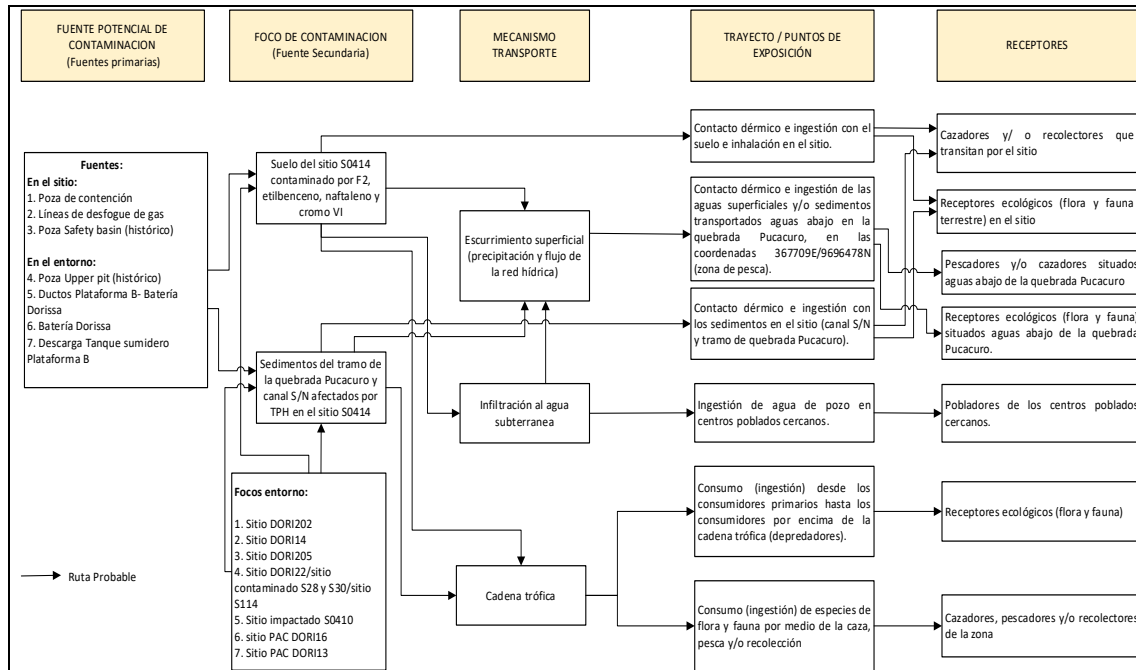 FUENTE POTENCIAL DE
CONTAMINACION
(Fuentes primarias)
FOCO DE CONTAMINACION
(Fuente Secundaria)
MECANISMO
TRANSPORTE
TRAYECTO / PUNTOS DE
EXPOSICIÓN
RECEPTORES
Fuentes:
En el sitio:
1. Poza de contención
2. Líneas de desfogue de gas
3. Poza Safety basin (histórico)
En el entorno:
4. Poza Upper pit (histórico)
5. Ductos Plataforma B- Batería
Dorissa
6. Batería Dorissa
7. Descarga Tanque sumidero
Plataforma B
Suelo del sitio S0414
contaminado por F2,
etilbenceno, naftaleno y
cromo VI
Sedimentos del tramo de
la quebrada Pucacuro y
canal S/N afectados por
TPH en el sitio S0414
Focos entorno:
1. Sitio DORI202
2. Sitio DORI14
3. Sitio DORI205
4. Sitio DORI22/sitio
contaminado S28 y S30/sitio
S114
5. Sitio impactado S0410
6. sitio PAC DORI16
7. Sitio PAC DORI13
Escurrimiento superficial
(precipitación y flujo de
la red hídrica)
Infiltración al agua
subterranea
Cadena trófica
Contacto dérmico e ingestión con el
suelo e inhalación en el sitio.
Contacto dérmico e ingestión de las
aguas superficiales y/o sedimentos
transportados aguas abajo en la
quebrada Pucacuro, en las
coordenadas 367709E/9696478N
(zona de pesca).
Contacto dérmico e ingestión con
los sedimentos en el sitio (canal S/N
y tramo de quebrada Pucacuro).
Ingestión de agua de pozo en
centros poblados cercanos.
Consumo (ingestión) desde los
consumidores primarios hasta los
consumidores por encima de la
cadena trófica (depredadores).
Consumo (ingestión) de especies de
flora y fauna por medio de la caza,
pesca y/o recolección
Cazadores y/ o recolectores que
transitan por el sitio
Receptores ecológicos (flora y fauna
terrestre) en el sitio
Pescadores y/o cazadores situados
aguas abajo de la quebrada Pucacuro
Receptores ecológicos (flora y fauna)
situados aguas abajo de la quebrada
Pucacuro.
Pobladores de los centros poblados
cercanos.
Receptores ecológicos (flora y fauna)
Cazadores, pescadores y/o recolectores
de la zona
Ruta Probable